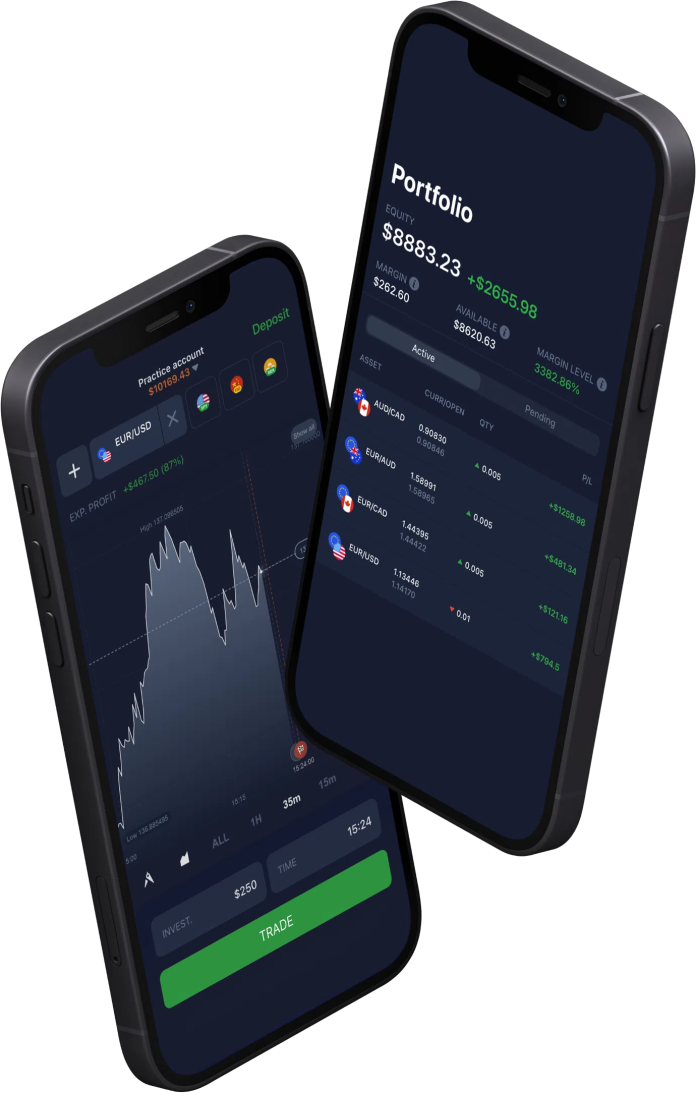 Portfolio
EQUITY
$8883.23 +$2655.98
MARGIN AVAILABLE MARGIN LEVEL
$262.60 $8620.63 3382.86%
Active Pending
ASSET CURR/OPEN QTY P/L
AUD/CAD 0.90830 0.005 +$1258.98
0.90846
EUR/AUD 1.58991 0.005 +$481.34
1.58965
EUR/CAD 1.44395 0.005 +$121.16
1.44422
EUR/USD 1.13446 0.01 +$794.5
1.14170
Deposit
Practice account
$10169.43
EUR/USD
Show all
EXP. PROFIT +$467.50 (87%)
High 137.096505
Low 138.885485
5:00 15:15 15:24:00
ALL 1H 35m 15m
INVEST. $250 TIME 15:24
TRADE